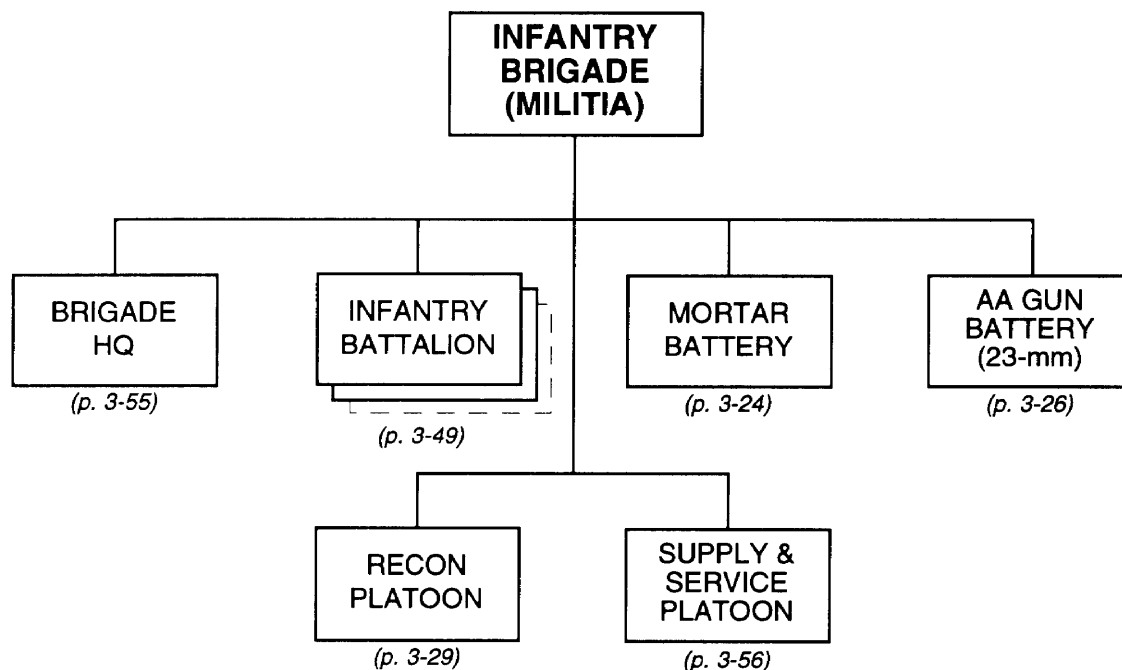 INFANTRY
BRIGADE
(MILITIA)
BRIGADE
HQ
(p. 3-55)
INFANTRY
BATTALION
(p. 3-49)
MORTAR
BATTERY
(p. 3-24)
AA GUN
BATTERY
(23-mm)
(p. 3-26)
RECON
PLATOON
(p. 3-29)
SUPPLY &
SERVICE
PLATOON
(p. 3-56)